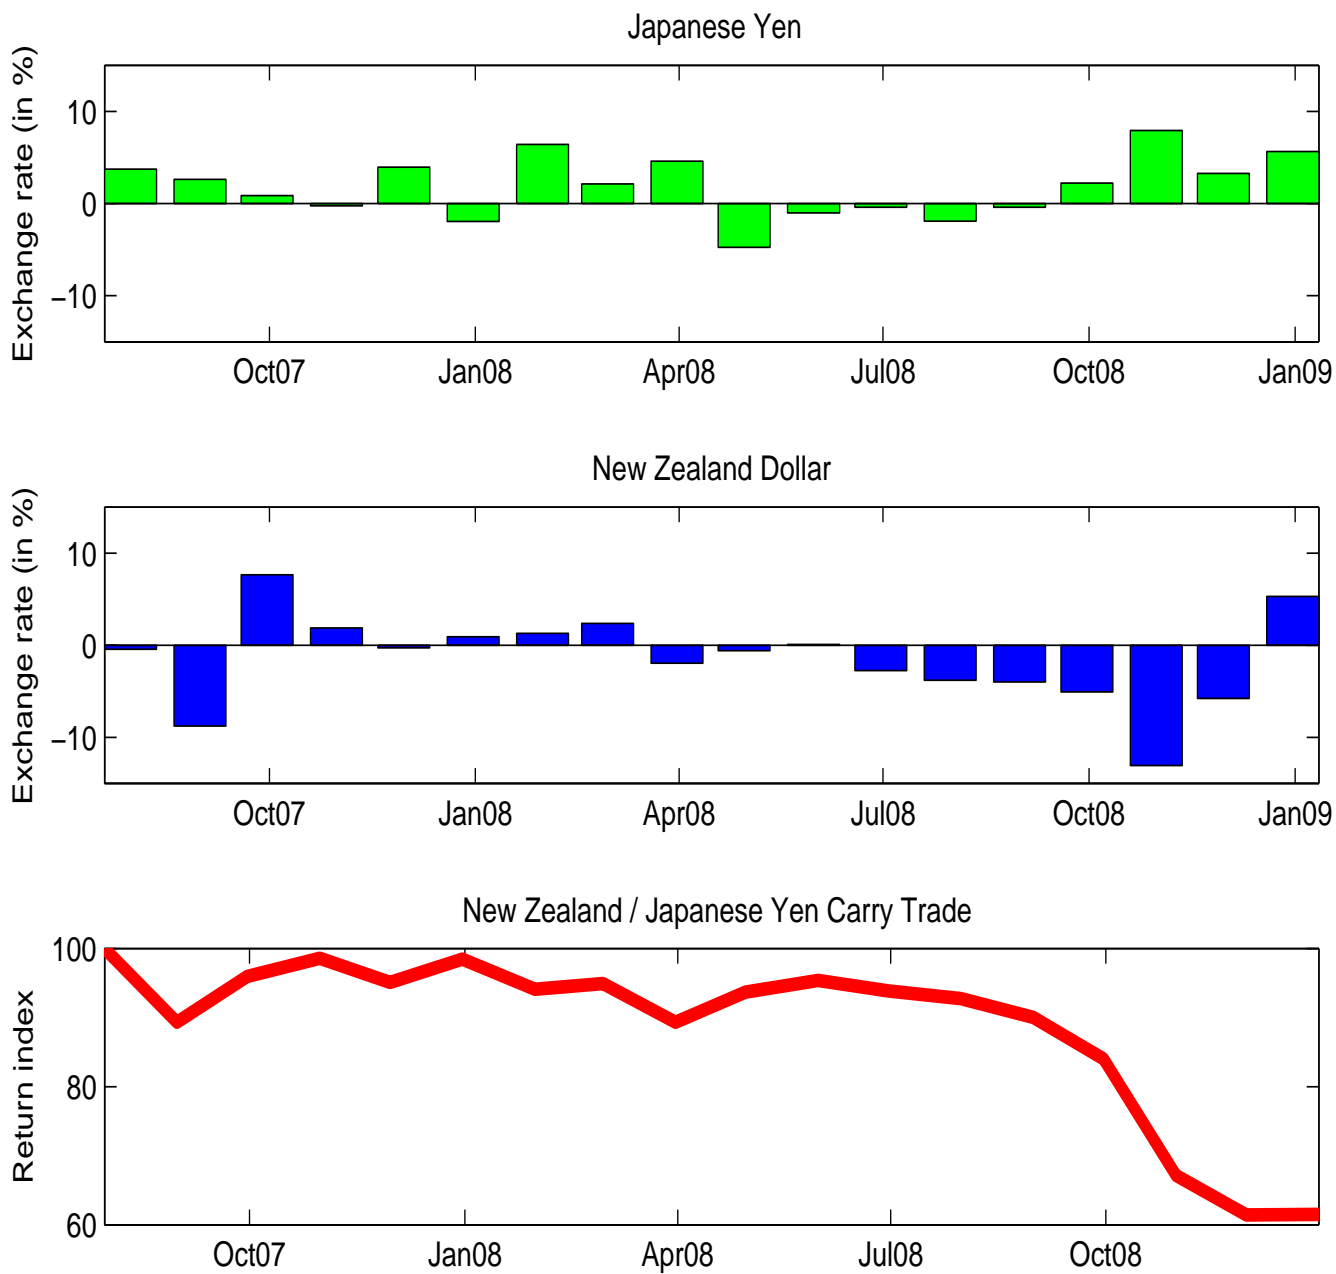 Japanese Yen
Exchange rate (in %)
10
0
−10
Oct07 Jan08 Apr08 Jul08 Oct08 Jan09
New Zealand Dollar
Exchange rate (in %)
10
0
−10
Oct07 Jan08 Apr08 Jul08 Oct08 Jan09
New Zealand / Japanese Yen Carry Trade
Return index
100
80
60
Oct07 Jan08 Apr08 Jul08 Oct08